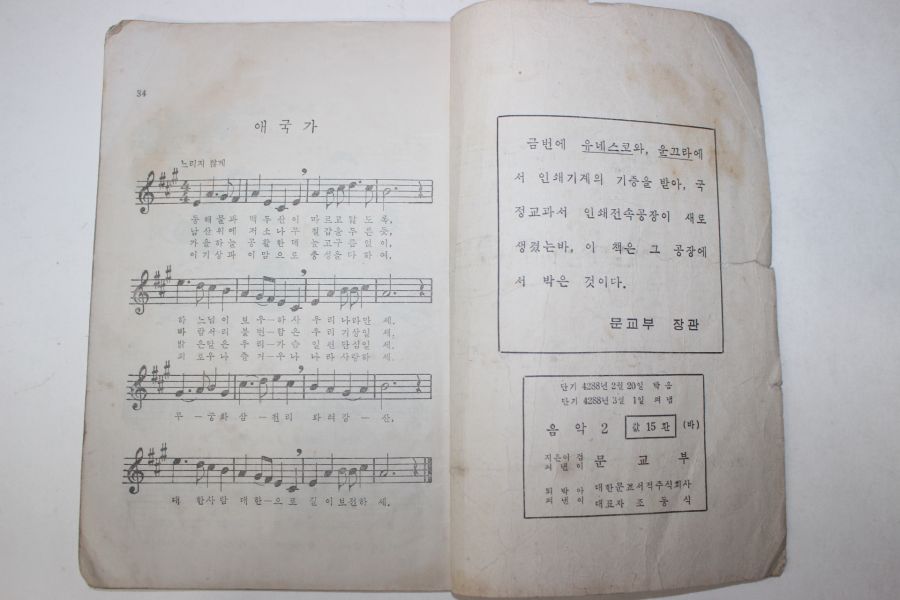 34
애 국 가
느리지 않게
동해물과 백두산이 마르고닳도록,
남산위에 저소나무 철갑을두른듯,
가을하늘 공활한데 높고구름없이,
이기상과 이맘으로 충성을다하여,
하느님이 보우—하사 우리나라만세.
바람서리 불변—함은 우리기상일세.
밝은달은 우리—가슴 일편단심일세.
괴로우나 즐거—우나 나라사랑하세.
무—궁화삼—천리 화려강—산,
대한사람 대한—으로 길이보전하세.
금번에 유네스코와, 운끄라에
서 인쇄기계의 기증을 받아, 국
정교과서 인쇄전속공장이 새로
생겼는바, 이 책은 그 공장에
서 박은 것이다.
문교부 장관
단기 4288년 2월 20일 박음
단기 4288년 3월 1일 펴냄
음악 2 값 15 환 (바)
지은이겸 펴낸이 문교부
박아 펴낸이 대한문교서적주식회사
대표자 조동식